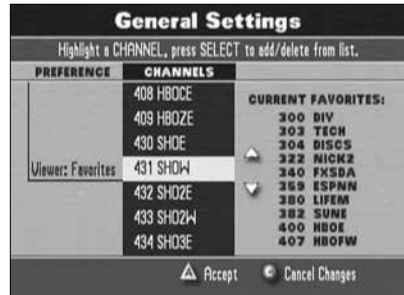 General Settings
Highlight a CHANNEL, press SELECT to add/delete from list.
PREFERENCE CHANNELS
408 HBOCE
409 HBOZE
430 SHOE
Viewer: Favorites 431 SHOW
432 SHO2E
433 SHO2W
434 SHO3E
CURRENT FAVORITES:
300 DIY
303 TECH
304 DISCS
322 NICK2
340 FXSDA
359 ESPNN
380 LIFEM
382 SUNE
400 HBOE
407 HBOFW
A Accept C Cancel Changes